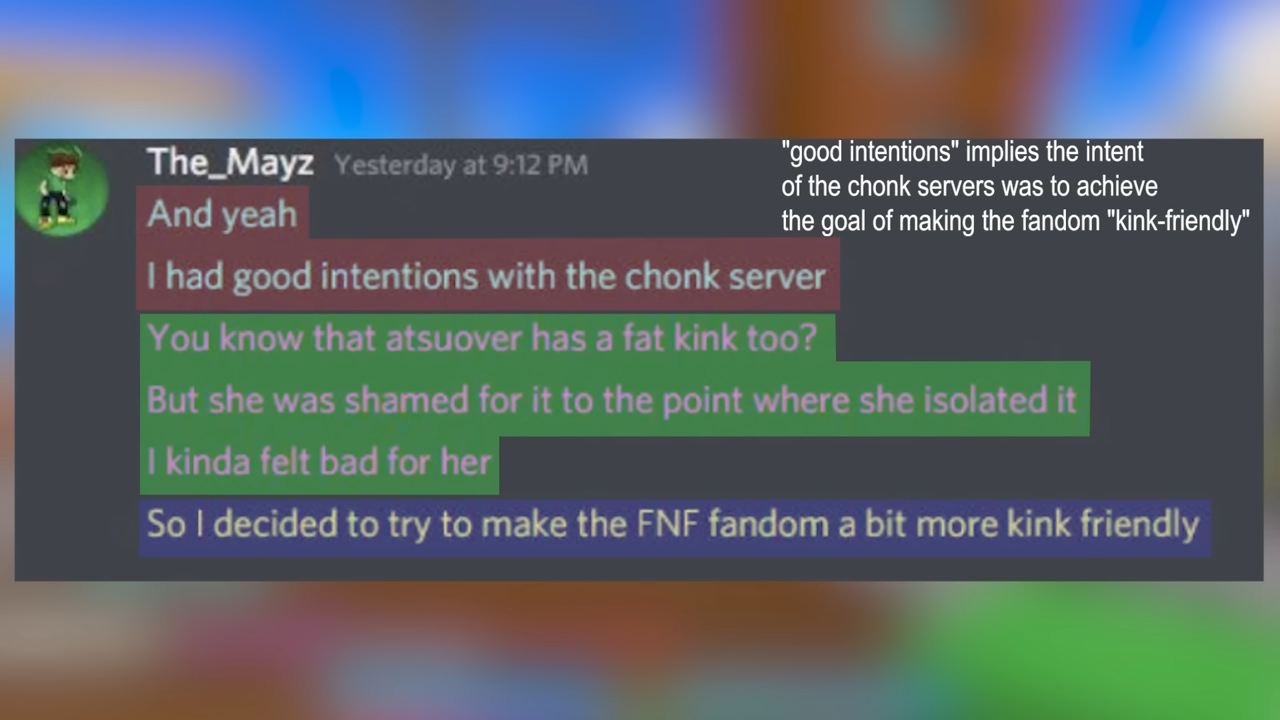 The_Mayz Yesterday at 9:12 PM
And yeah
I had good intentions with the chonk server
You know that atsuover has a fat kink too?
But she was shamed for it to the point where she isolated it
I kinda felt bad for her
So I decided to try to make the FNF fandom a bit more kink friendly
"good intentions" implies the intent
of the chonk servers was to achieve
the goal of making the fandom "kink-friendly"